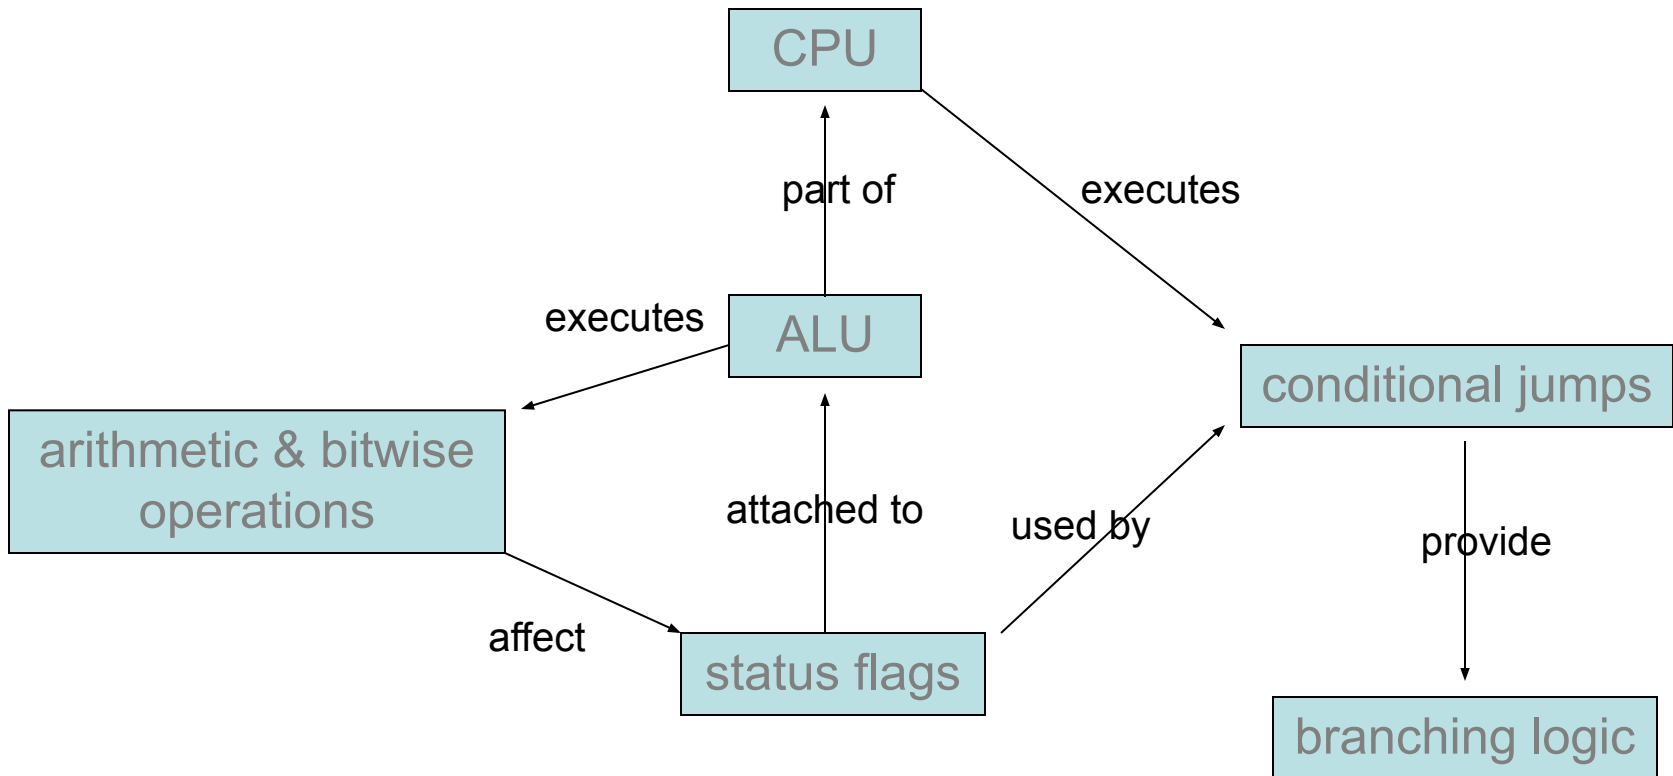 CPU
part of
executes
executes
ALU
conditional jumps
arithmetic & bitwise
operations
attached to
used by
provide
affect
status flags
branching logic